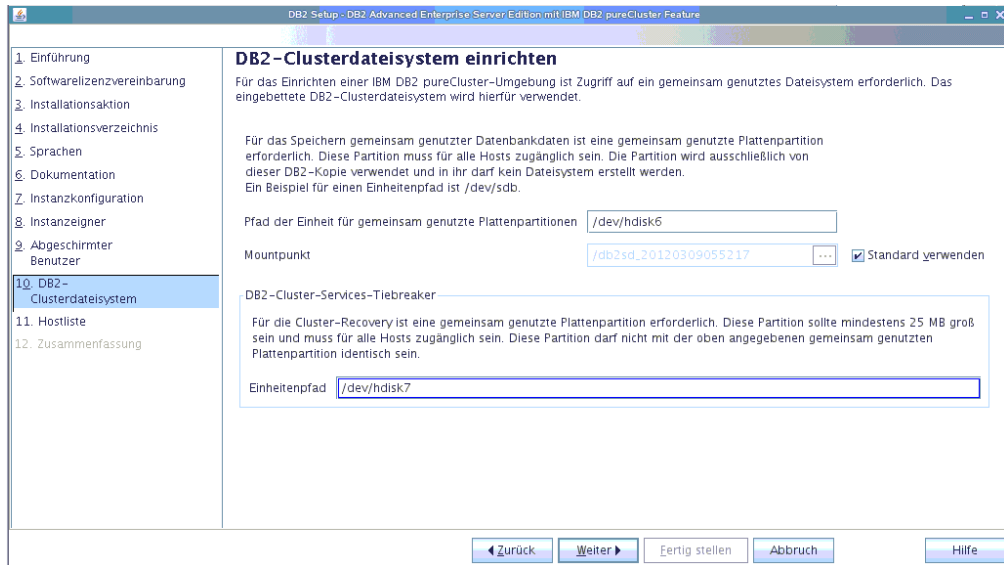 DB2 Setup - DB2 Advanced Enterprise Server Edition mit IBM DB2 pureCluster Feature
1. Einführung
2. Softwarelizenzvereinbarung
3. Installationsaktion
4. Installationsverzeichnis
5. Sprachen
6. Dokumentation
7. Instanzkonfiguration
8. Instanzeigner
9. Abgeschirmter
Benutzer
10. DB2-
Clusterdateisystem
11. Hostliste
12. Zusammenfassung
DB2-Clusterdateisystem einrichten
Für das Einrichten einer IBM DB2 pureCluster-Umgebung ist Zugriff auf ein gemeinsam genutztes Dateisystem erforderlich. Das
eingebettete DB2-Clusterdateisystem wird hierfür verwendet.
Für das Speichern gemeinsam genutzter Datenbankdaten ist eine gemeinsam genutzte Plattenpartition
erforderlich. Diese Partition muss für alle Hosts zugänglich sein. Die Partition wird ausschließlich von
dieser DB2-Kopie verwendet und in ihr darf kein Dateisystem erstellt werden.
Ein Beispiel für einen Einheitenpfad ist /dev/sdb.
Pfad der Einheit für gemeinsam genutzte Plattenpartitionen /dev/hdisk6
Mountpunkt /db2sd_20120309055217 ... Standard verwenden
DB2-Cluster-Services-Tiebreaker
Für die Cluster-Recovery ist eine gemeinsam genutzte Plattenpartition erforderlich. Diese Partition sollte mindestens 25 MB groß
sein und muss für alle Hosts zugänglich sein. Diese Partition darf nicht mit der oben angegebenen gemeinsam genutzten
Plattenpartition identisch sein.
Einheitenpfad /dev/hdisk7
Zurück Weiter Fertig stellen Abbruch Hilfe